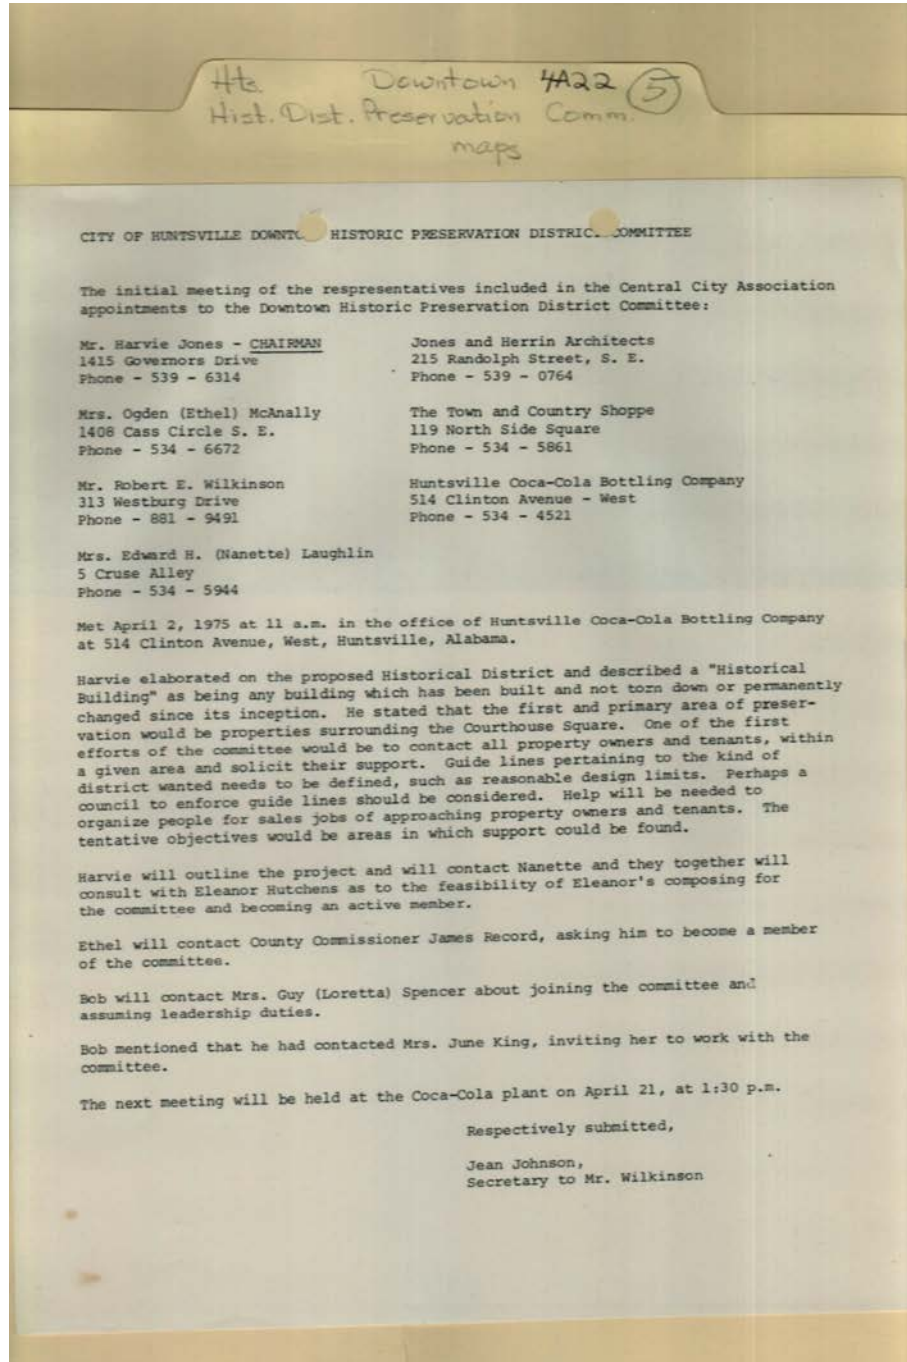 Hts. Downtown 4A22 5
Hist. Dist. Preservation Comm.
maps
CITY OF HUNTSVILLE DOWNTO HISTORIC PRESERVATION DISTRIC COMMITTEE
The initial meeting of the respresentatives included in the Central City Association
appointments to the Downtown Historic Preservation District Committee:
Mr. Harvie Jones - CHAIRMAN
1415 Governors Drive
Phone - 539 - 6314
Jones and Herrin Architects
215 Randolph Street, S. E.
Phone - 539 - 0764
Mrs. Ogden (Ethel) McAnally
1408 Cass Circle S. E.
Phone - 534 - 6672
The Town and Country Shoppe
119 North Side Square
Phone - 534 - 5861
Mr. Robert E. Wilkinson
313 Westburg Drive
Phone - 881 - 9491
Huntsville Coca-Cola Bottling Company
514 Clinton Avenue - West
Phone - 534 - 4521
Mrs. Edward H. (Nanette) Laughlin
5 Cruse Alley
Phone - 534 - 5944
Met April 2, 1975 at 11 a.m. in the office of Huntsville Coca-Cola Bottling Company
at 514 Clinton Avenue, West, Huntsville, Alabama.
Harvie elaborated on the proposed Historical District and described a "Historical
Building" as being any building which has been built and not torn down or permanently
changed since its inception. He stated that the first and primary area of preser-
vation would be properties surrounding the Courthouse Square. One of the first
efforts of the committee would be to contact all property owners and tenants, within
a given area and solicit their support. Guide lines pertaining to the kind of
district wanted needs to be defined, such as reasonable design limits. Perhaps a
council to enforce guide lines should be considered. Help will be needed to
organize people for sales jobs of approaching property owners and tenants. The
tentative objectives would be areas in which support could be found.
Harvie will outline the project and will contact Nanette and they together will
consult with Eleanor Hutchens as to the feasibility of Eleanor's composing for
the committee and becoming an active member.
Ethel will contact County Commissioner James Record, asking him to become a member
of the committee.
Bob will contact Mrs. Guy (Loretta) Spencer about joining the committee and
assuming leadership duties.
Bob mentioned that he had contacted Mrs. June King, inviting her to work with the
committee.
The next meeting will be held at the Coca-Cola plant on April 21, at 1:30 p.m.
Respectively submitted,
Jean Johnson,
Secretary to Mr. Wilkinson